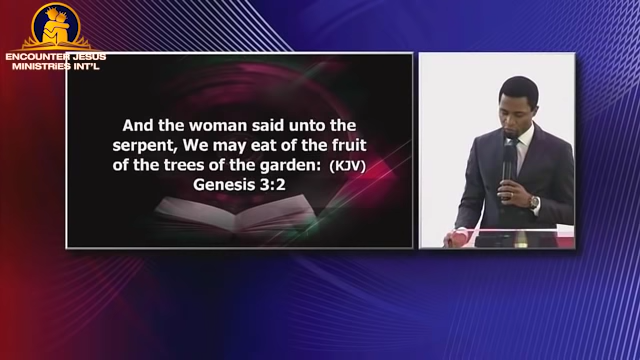 ENCOUNTER JESUS
MINISTRIES INT'L
And the woman said unto the
serpent, We may eat of the fruit
of the trees of the garden: (KJV)
Genesis 3:2